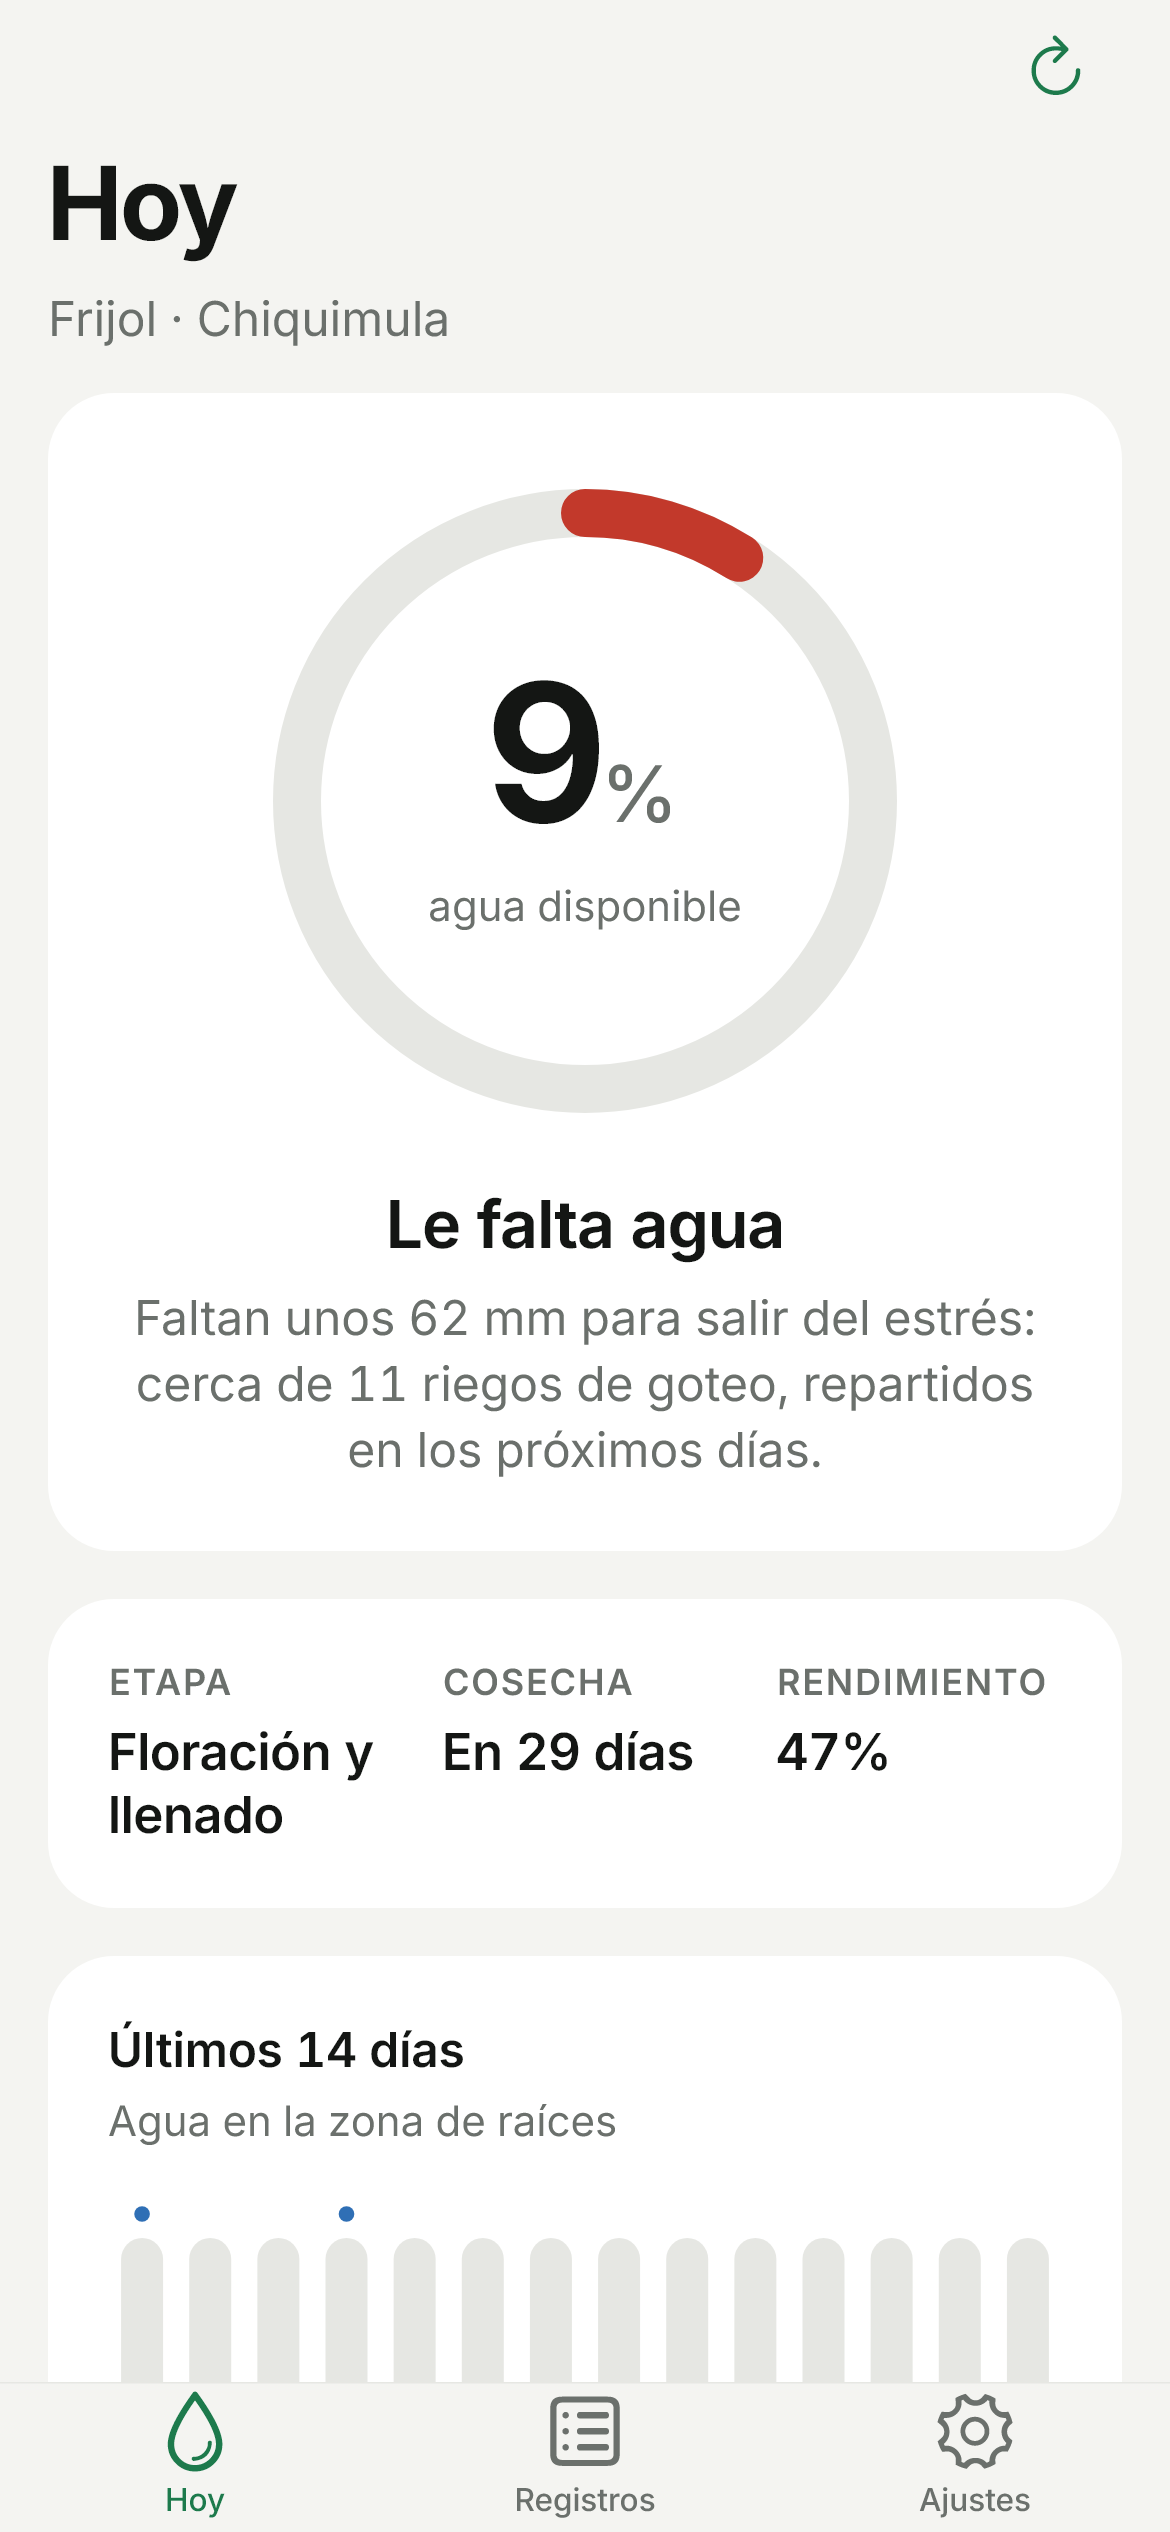 Hoy
Frijol · Chiquimula
9%
agua disponible
Le falta agua
Faltan unos 62 mm para salir del estrés:
cerca de 11 riegos de goteo, repartidos
en los próximos días.
ETAPA
Floración y
llenado
COSECHA
En 29 días
RENDIMIENTO
47%
Últimos 14 días
Agua en la zona de raíces
Hoy
Registros
Ajustes